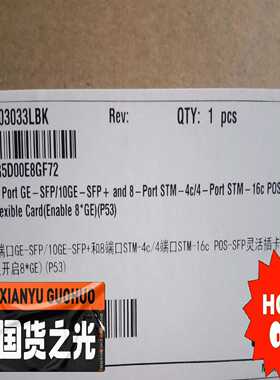 03033LBK Rev: QTY: 1 pcs
5D00E8GF72
Port GE-SFP/10GE-SFP+ and 8-Port STM-4c/4-Port STM-16c POS
exible Card(Enable 8*GE)(P53)
端口GE-SFP/10GE-SFP+和8端口STM-4c/4端口STM-16c POS-SFP灵活插卡
开启8*GE)(P53)
XIANYU GUOHUO
国货之光
HO